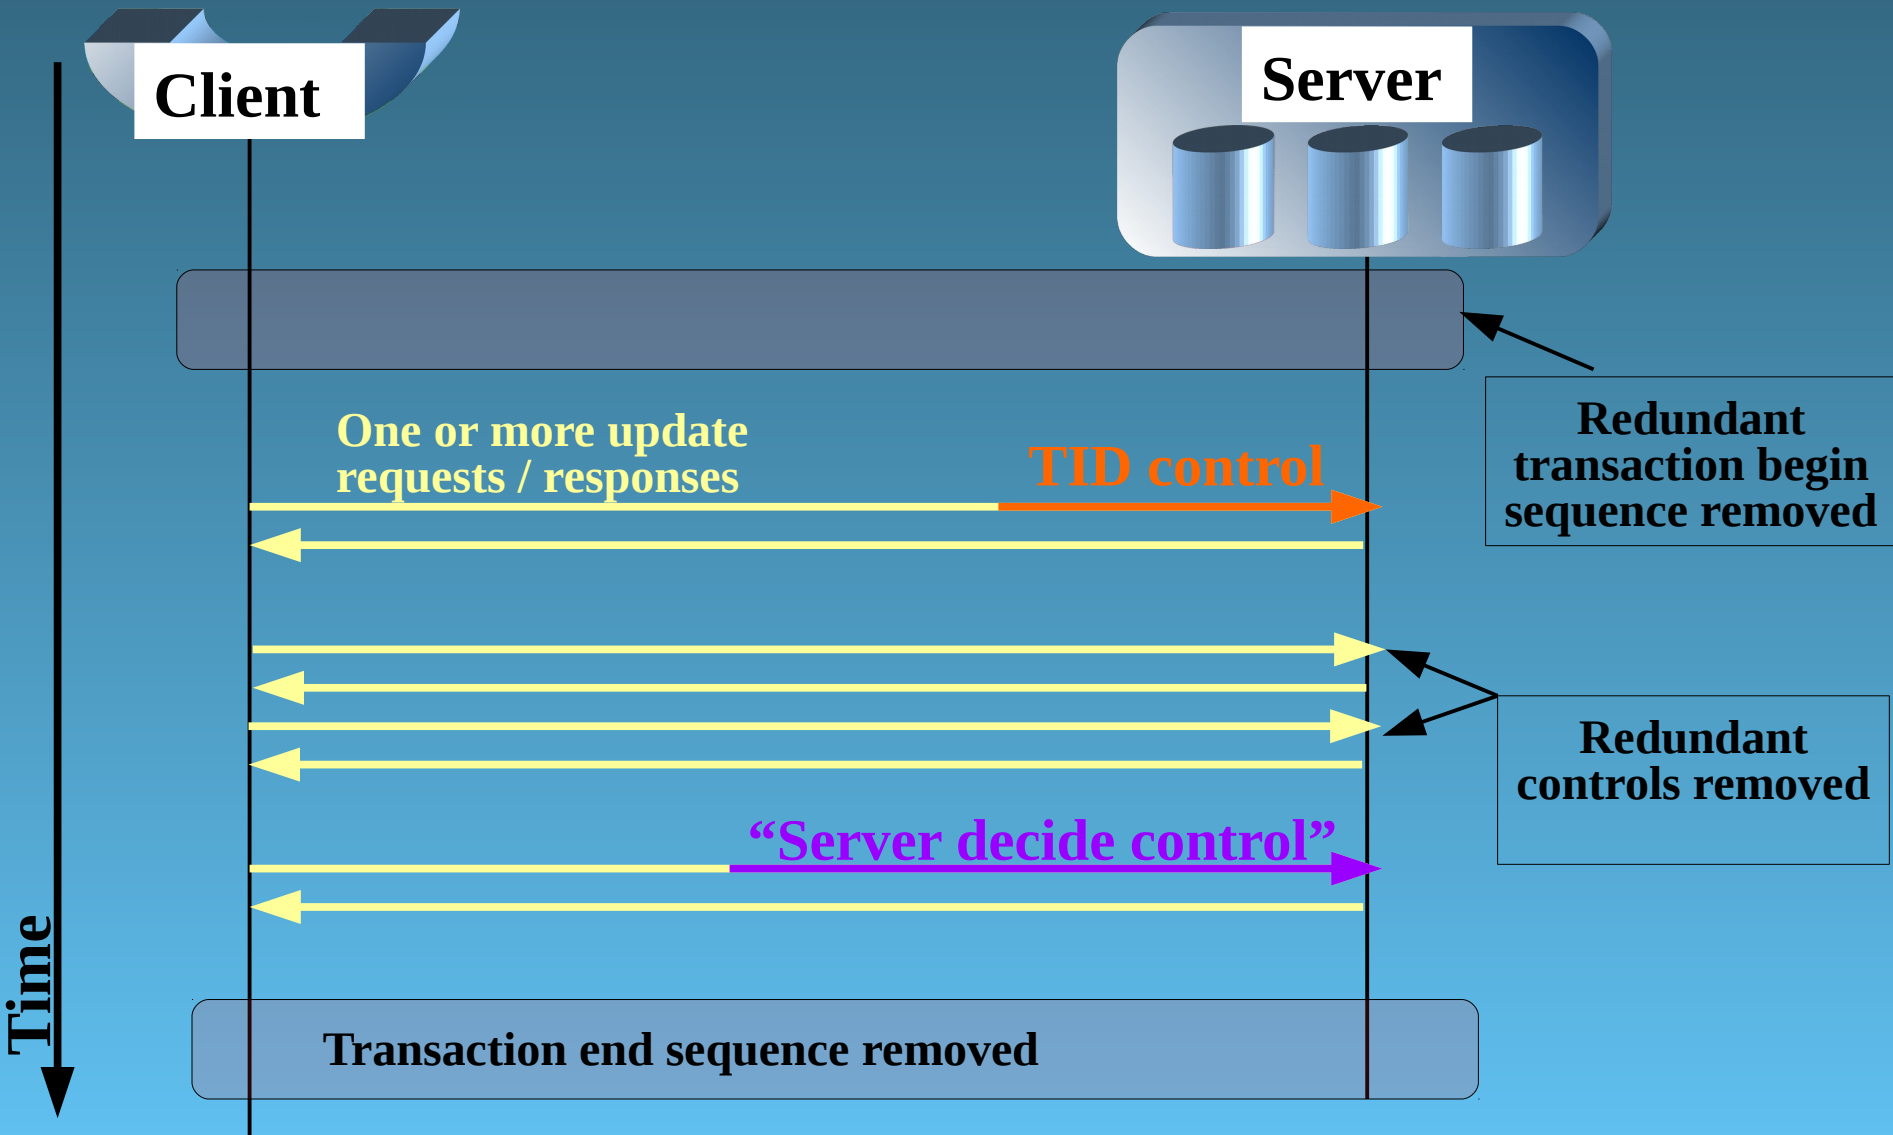 Client
Server
One or more update
requests / responses
TID control
Redundant
transaction begin
sequence removed
Redundant
controls removed
“Server decide control”
Time
Transaction end sequence removed